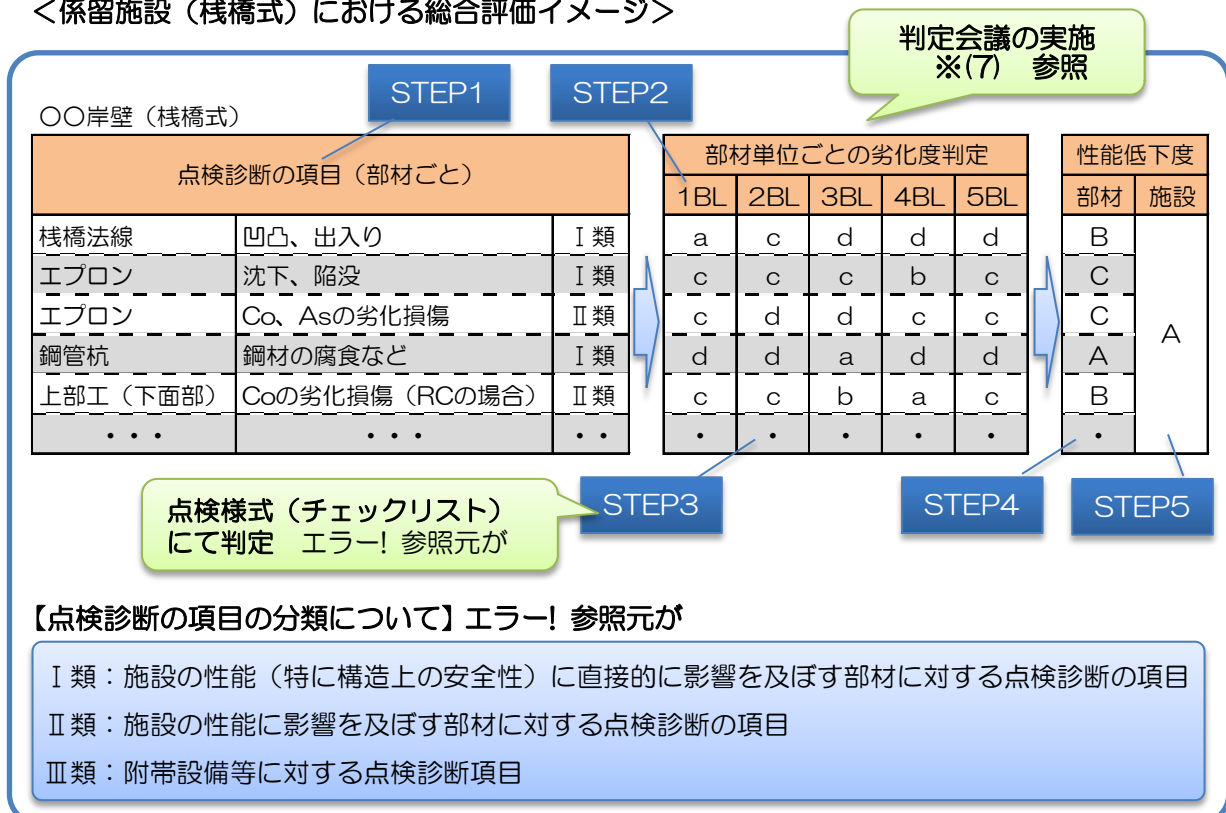 ＜係留施設（桟橋式）における総合評価イメージ＞
判定会議の実施
※(7)　参照
STEP1
STEP2
〇〇岸壁（桟橋式）
点検診断の項目（部材ごと）
部材単位ごとの劣化度判定
性能低下度
1BL 2BL 3BL 4BL 5BL 部材 施設
桟橋法線 凹凸、出入り Ⅰ類 a c d d d B
エプロン 沈下、陥没 Ⅰ類 c c c b c C
エプロン Co、Asの劣化損傷 Ⅱ類 c d d c c C
A
鋼管杭 鋼材の腐食など Ⅰ類 d d a d d A
上部工（下面部） Coの劣化損傷（RCの場合） Ⅱ類 c c b a c B
・・・ ・・・ ・・ ・ ・ ・ ・ ・ ・
点検様式（チェックリスト）
にて判定　エラー! 参照元が
STEP3
STEP4
STEP5
【点検診断の項目の分類について】エラー! 参照元が
Ⅰ類：施設の性能（特に構造上の安全性）に直接的に影響を及ぼす部材に対する点検診断の項目
Ⅱ類：施設の性能に影響を及ぼす部材に対する点検診断の項目
Ⅲ類：附帯設備等に対する点検診断項目